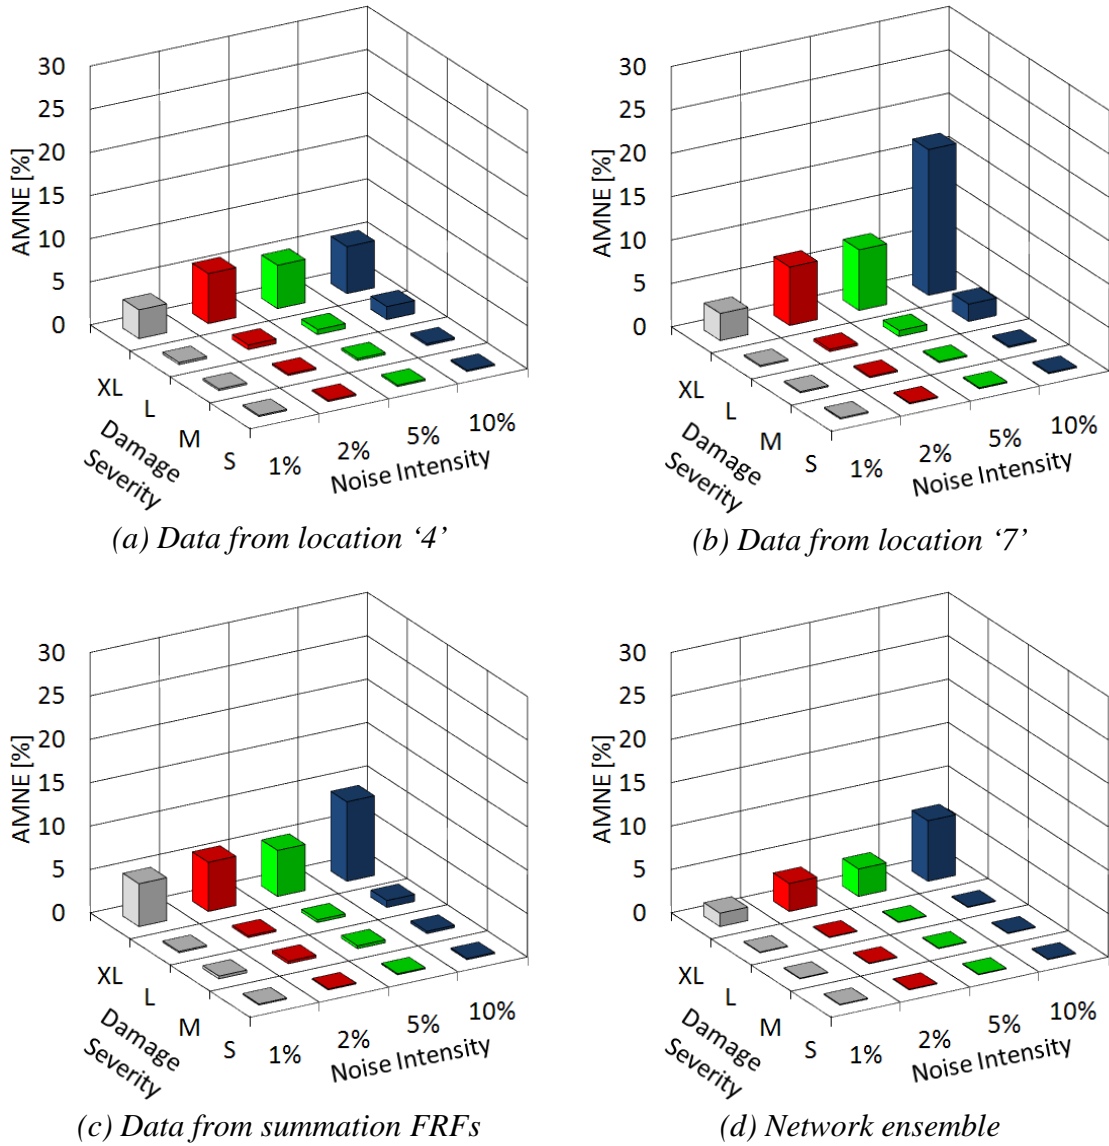 30
25
20
15
10
5
0
AMNE [%]
XL
L
M
S
Damage
Severity
1%
2%
5%
10%
Noise Intensity
(a) Data from location ‘4’
30
25
20
15
10
5
0
AMNE [%]
XL
L
M
S
Damage
Severity
1%
2%
5%
10%
Noise Intensity
(b) Data from location ‘7’
30
25
20
15
10
5
0
AMNE [%]
XL
L
M
S
Damage
Severity
1%
2%
5%
10%
Noise Intensity
(c) Data from summation FRFs
30
25
20
15
10
5
0
AMNE [%]
XL
L
M
S
Damage
Severity
1%
2%
5%
10%
Noise Intensity
(d) Network ensemble